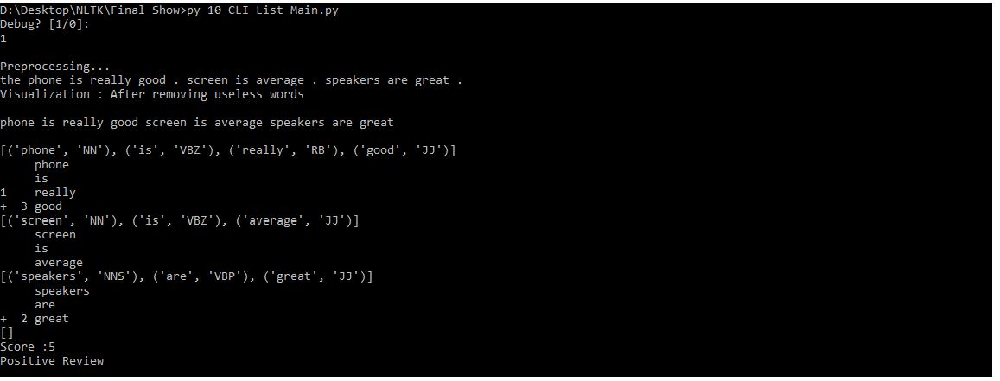 D:\Desktop\NLTK\Final_Show>py 10_CLI_List_Main.py
Debug? [1/0]:
1
Preprocessing...
the phone is really good . screen is average . speakers are great .
Visualization : After removing useless words
phone is really good screen is average speakers are great
[('phone', 'NN'), ('is', 'VBZ'), ('really', 'RB'), ('good', 'JJ')]
     phone
     is
1    really
+  3 good
[('screen', 'NN'), ('is', 'VBZ'), ('average', 'JJ')]
     screen
     is
     average
[('speakers', 'NNS'), ('are', 'VBP'), ('great', 'JJ')]
     speakers
     are
+  2 great
[]
Score :5
Positive Review